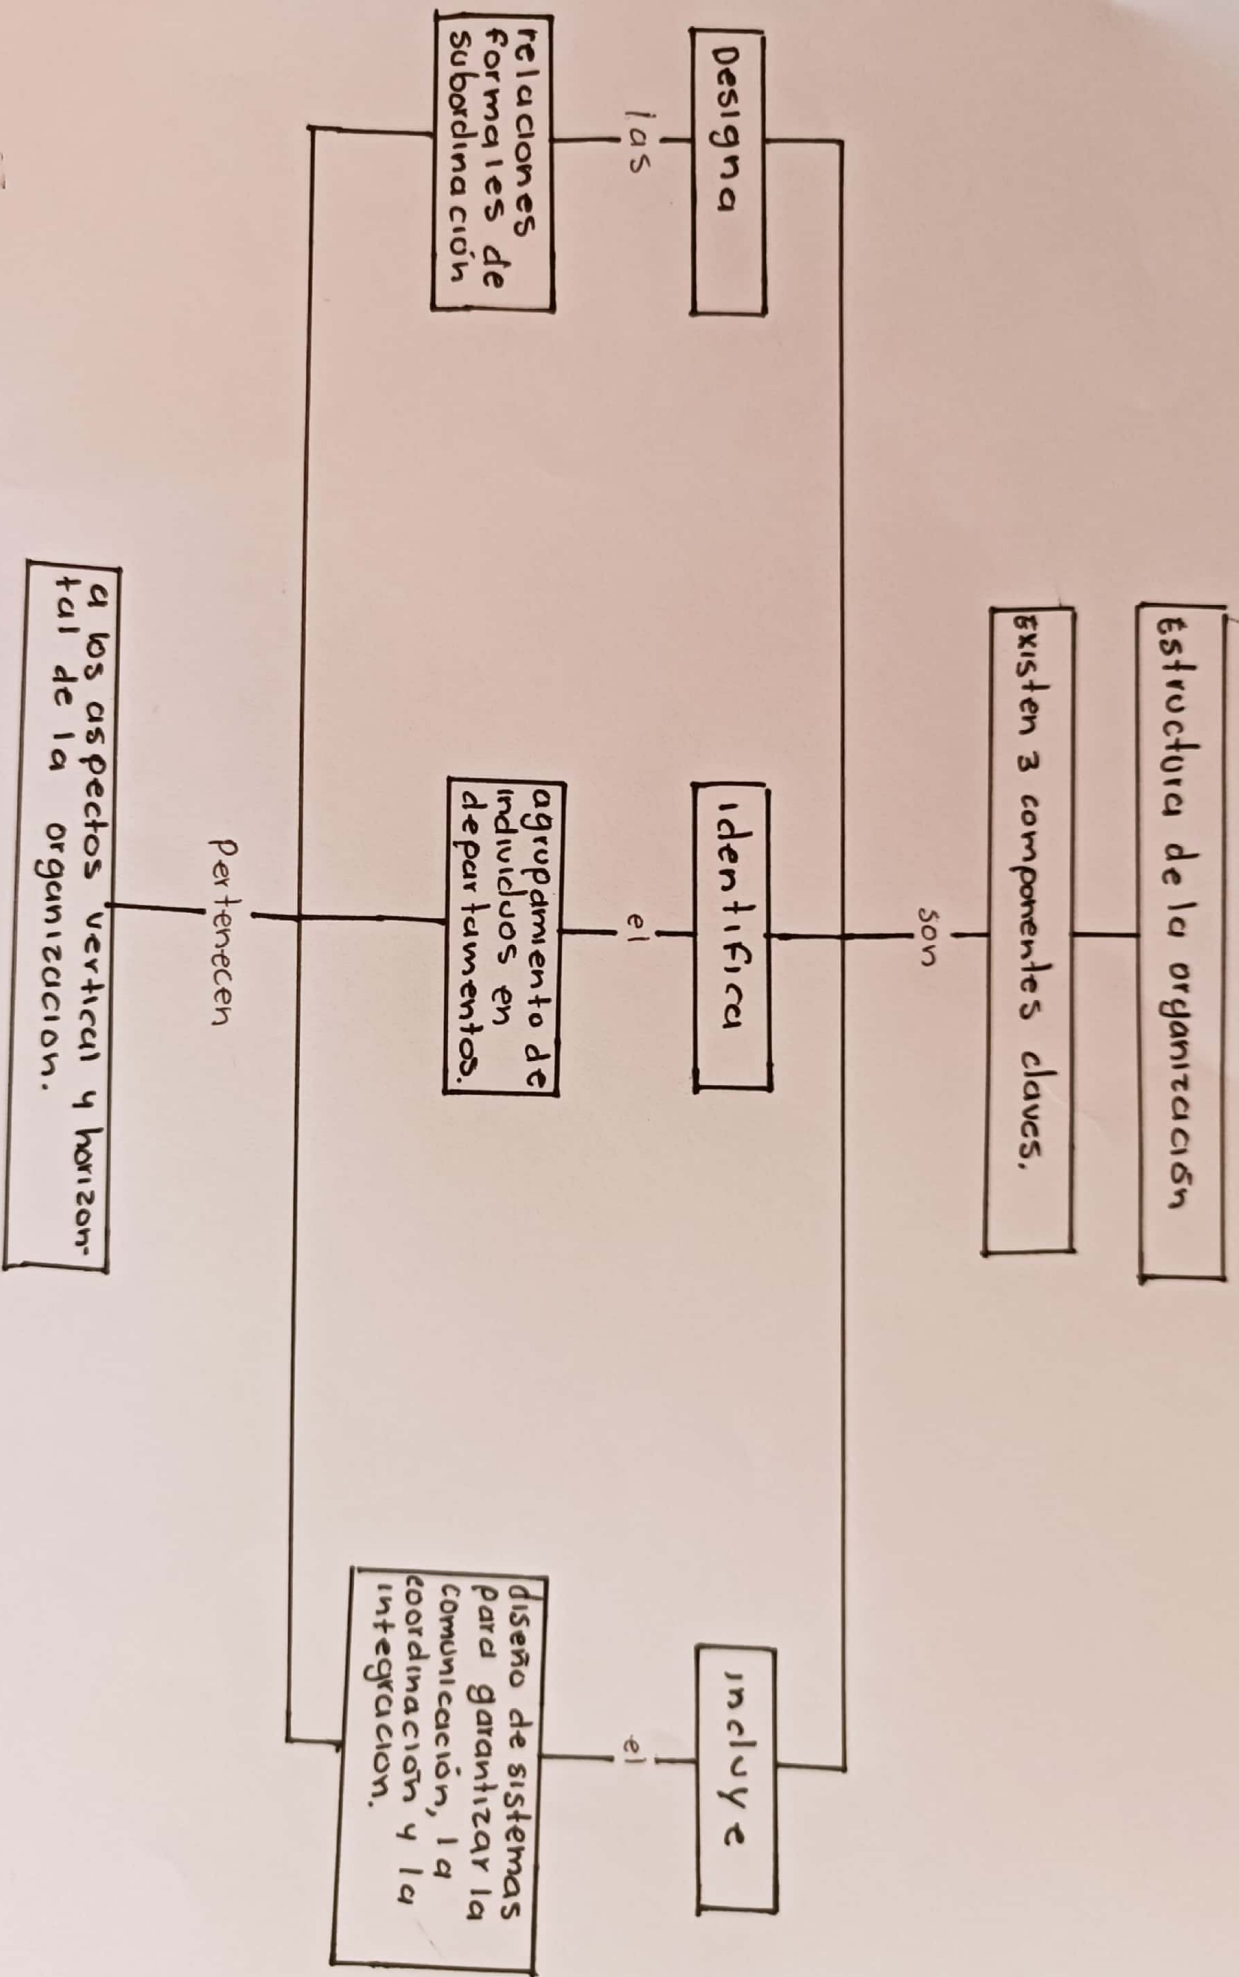 Estructura de la organización
Existen 3 componentes claves.
son
Designa
identifica
incluye
las
el
el
relaciones
formales de
subordinación
agrupamiento de
individuos en
departamentos.
diseño de sistemas
para garantizar la
comunicación, la
coordinación y la
integracion.
Pertenecen
a los aspectos vertical y horizon-
tal de la organizacion.